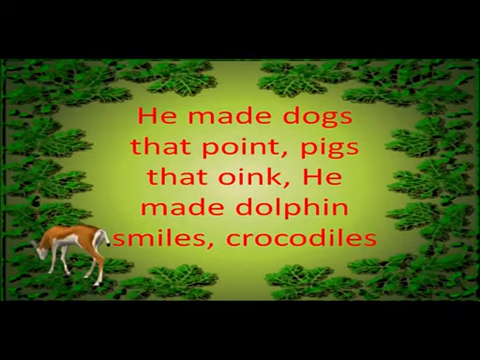 He made dogs
that point, pigs
that oink, He
made dolphin
smiles, crocodiles